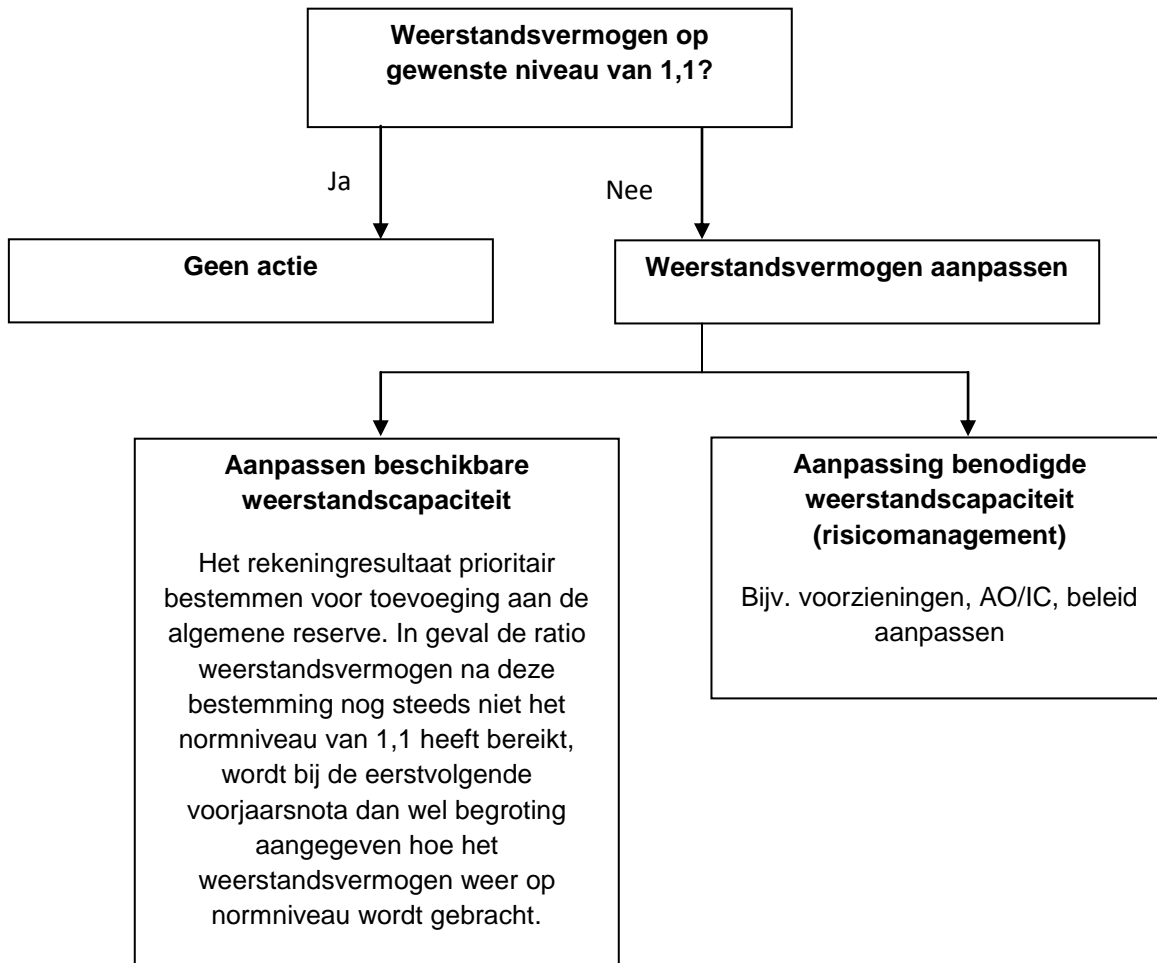 Weerstandsvermogen op
gewenste niveau van 1,1?
Ja
Nee
Geen actie
Weerstandsvermogen aanpassen
Aanpassen beschikbare
weerstandscapaciteit
Het rekeningresultaat prioritair
bestemmen voor toevoeging aan de
algemene reserve. In geval de ratio
weerstandsvermogen na deze
bestemming nog steeds niet het
normniveau van 1,1 heeft bereikt,
wordt bij de eerstvolgende
voorjaarsnota dan wel begroting
aangegeven hoe het
weerstandsvermogen weer op
normniveau wordt gebracht.
Aanpassing benodigde
weerstandscapaciteit
(risicomanagement)
Bijv. voorzieningen, AO/IC, beleid
aanpassen